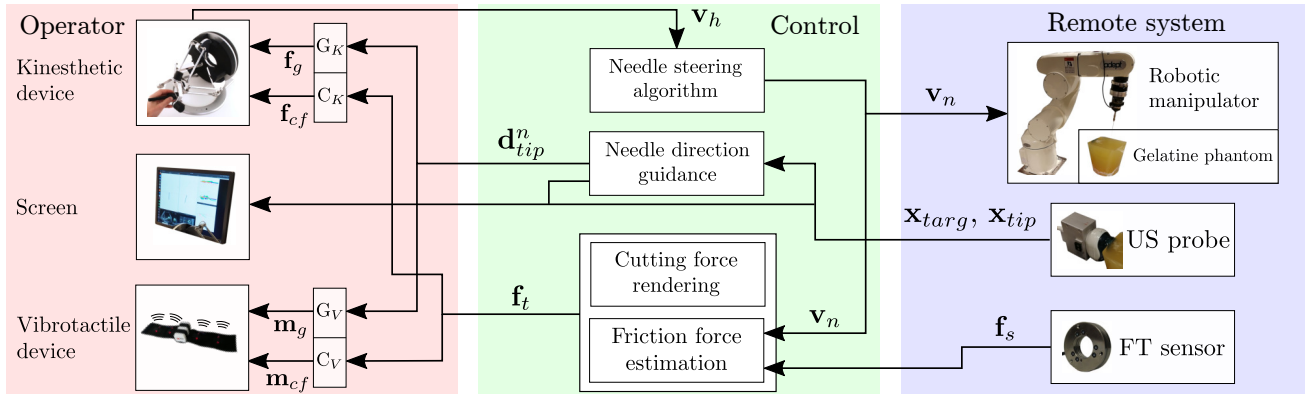 Operator
Control
Remote system
Kinesthetic
device
G_K
f_g
C_K
f_cf
v_h
Needle steering
algorithm
v_n
Robotic
manipulator
Gelatine phantom
d^n_tip
Needle direction
guidance
Screen
x_targ, x_tip
US probe
Cutting force
rendering
f_t
Vibrotactile
device
G_V
m_g
C_V
m_cf
Friction force
estimation
v_n
f_s
FT sensor